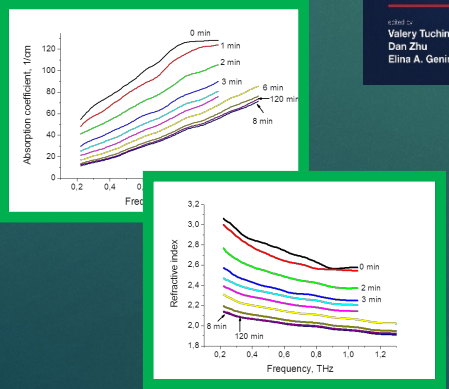 edited by
Valery Tuchin
Dan Zhu
Elina A. Genin
Absorption coefficient, 1/cm
120
100
80
60
40
20
0
0 min
1 min
2 min
3 min
6 min
120 min
8 min
0,2 0,4
Refractive index
3,2
3,0
2,8
2,6
2,4
2,2
2,0
1,8
0 min
2 min
3 min
8 min
120 min
0,2 0,4 0,6 0,8 1,0 1,2
Frequency, THz